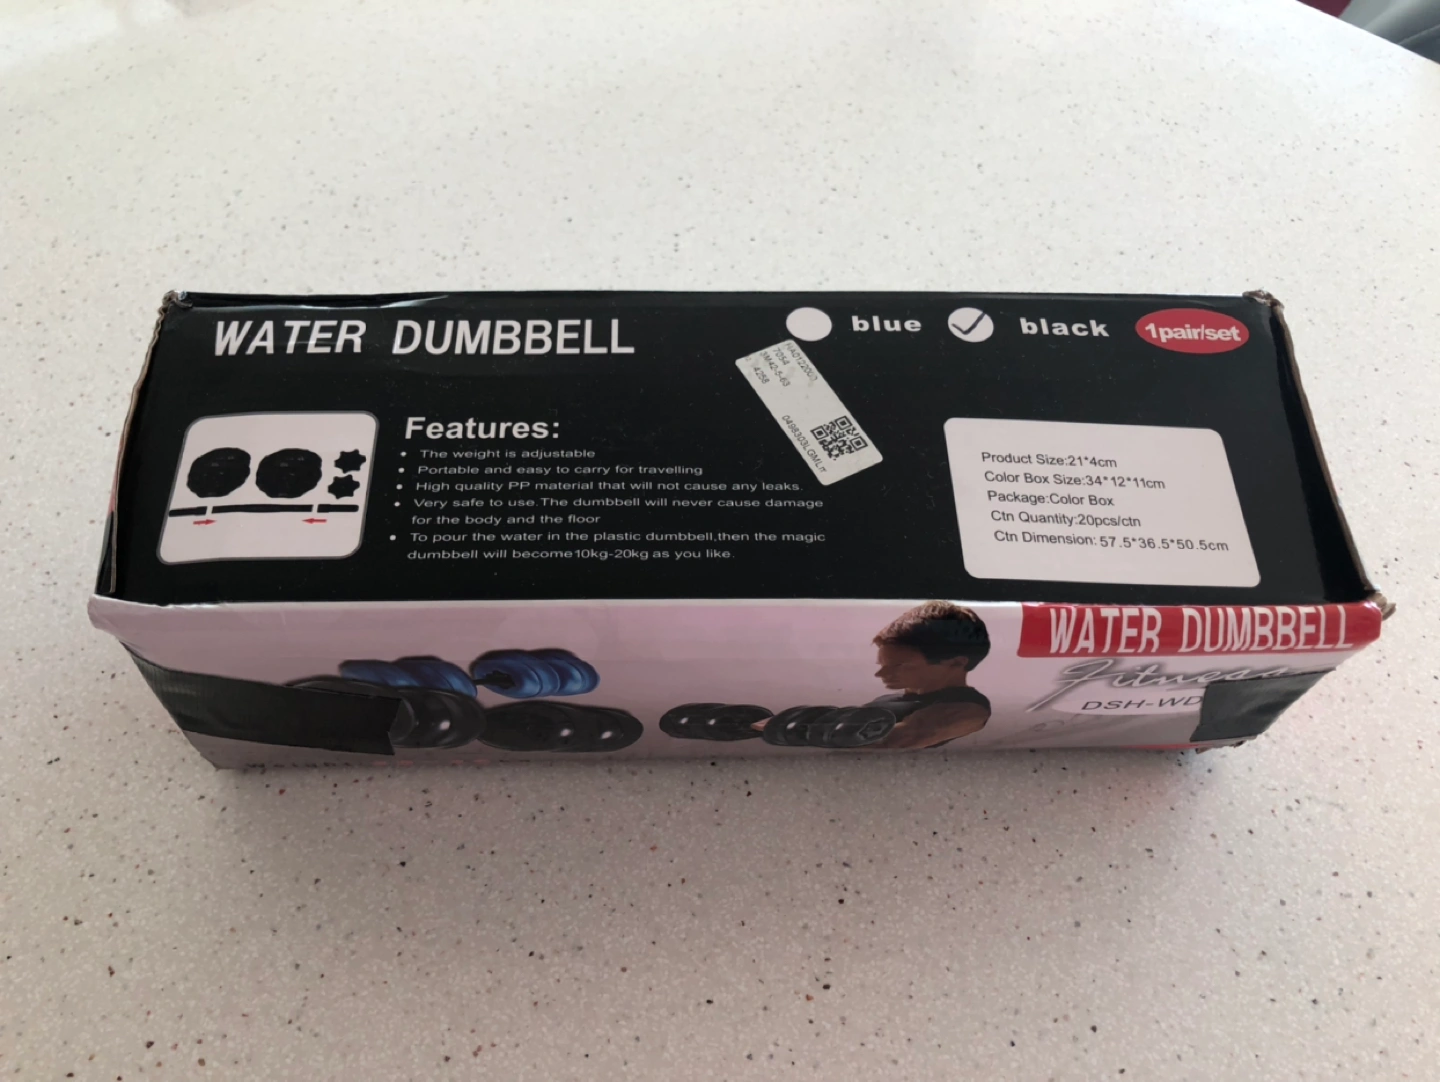 WATER DUMBBELL
blue
black
1pair/set
7054
4258
Features:
• The weight is adjustable
• Portable and easy to carry for travelling
• High quality PP material that will not cause any leaks.
• Very safe to use.The dumbbell will never cause damage
for the body and the floor
• To pour the water in the plastic dumbbell,then the magic
dumbbell will become10kg-20kg as you like.
Product Size:21*4cm
Color Box Size:34*12*11cm
Package:Color Box
Ctn Quantity:20pcs/ctn
Ctn Dimension: 57.5*36.5*50.5cm
WATER DUMBBELL
Fitness
DSH-WD